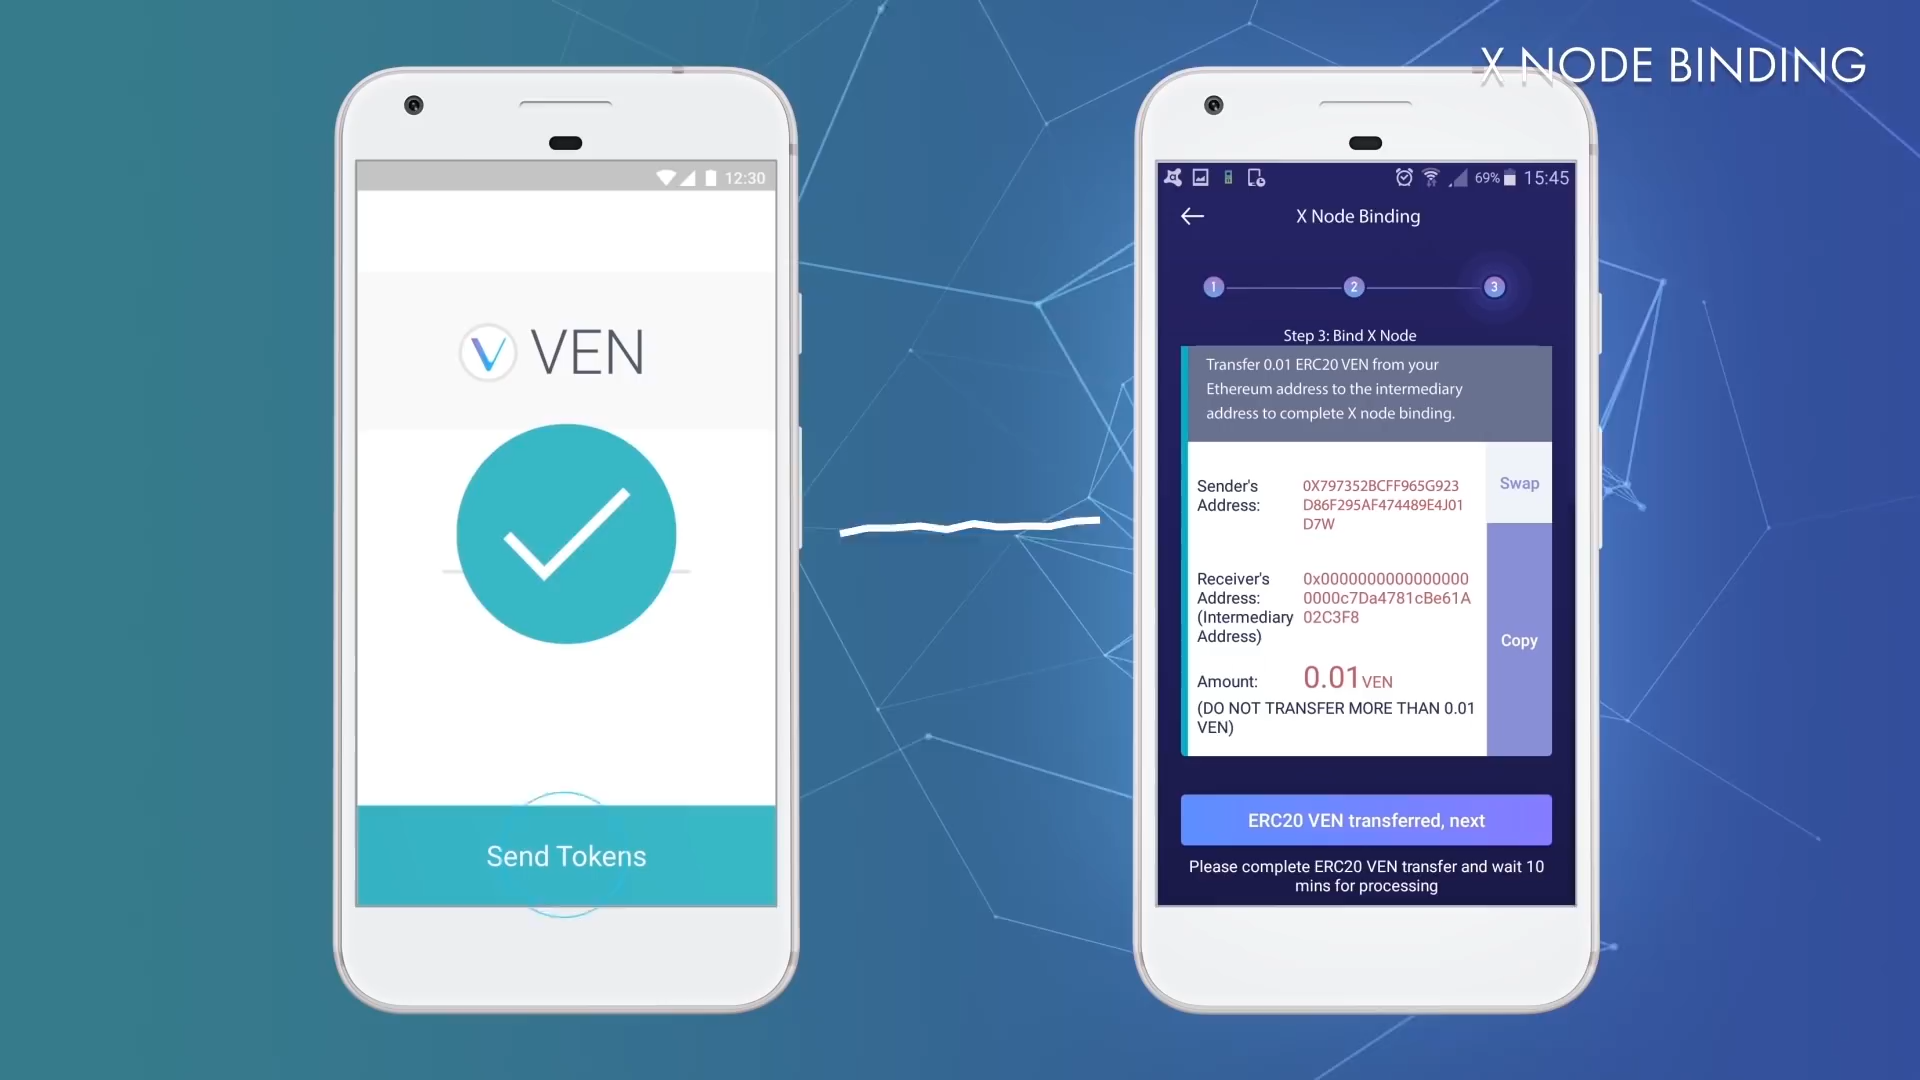 X NODE BINDING
12:30
VEN
Send Tokens
69% 15:45
X Node Binding
1 2 3
Step 3: Bind X Node
Transfer 0.01 ERC20 VEN from your
Ethereum address to the intermediary
address to complete X node binding.
Sender's
Address:
0X797352BCFF965G923
D86F295AF474489E4J01
D7W
Swap
Receiver's
Address:
(Intermediary
Address)
0x0000000000000000
0000c7Da4781cBe61A
02C3F8
Copy
Amount: 0.01 VEN
(DO NOT TRANSFER MORE THAN 0.01
VEN)
ERC20 VEN transferred, next
Please complete ERC20 VEN transfer and wait 10
mins for processing